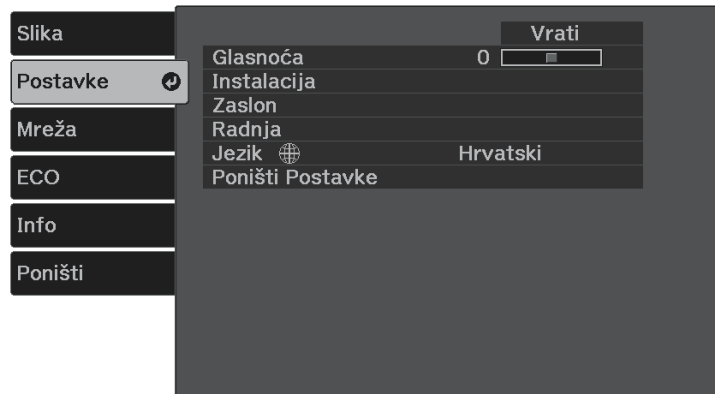 Slika
Postavke
Mreža
ECO
Info
Poništi
Vrati
Glasnoća 0
Instalacija
Zaslon
Radnja
Jezik Hrvatski
Poništi Postavke